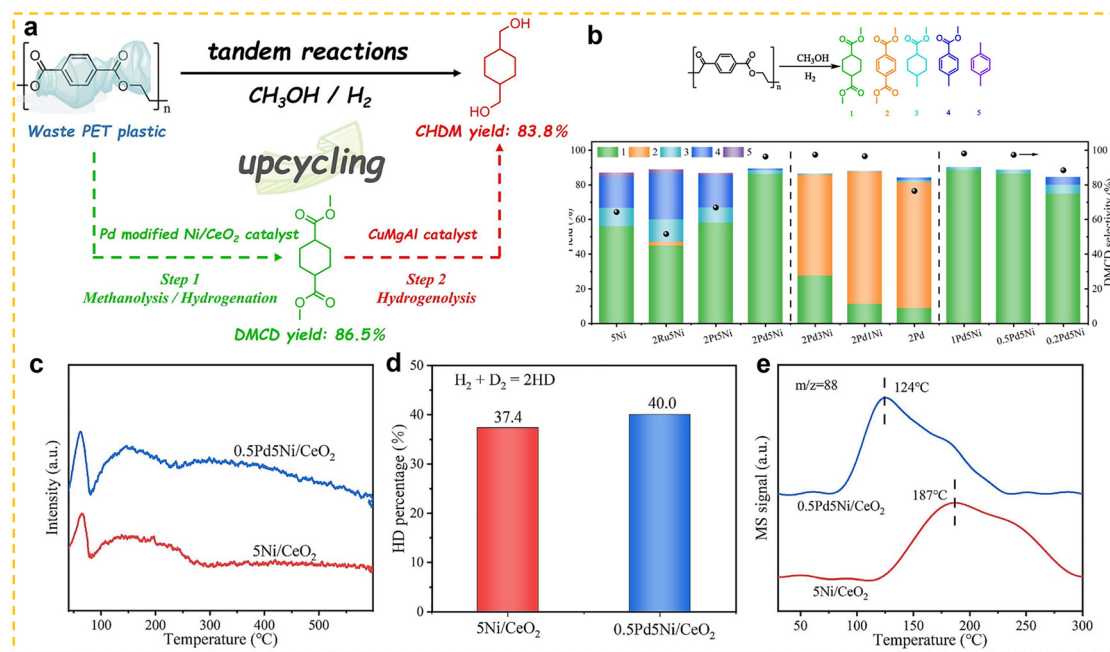 a
tandem reactions
CH3OH / H2
O
O
O
O
n
Waste PET plastic
OH
HO
CHDM yield: 83.8%
upcycling
Pd modified Ni/CeO2 catalyst
CuMgAl catalyst
Step 1
Methanolysis / Hydrogenation
Step 2
Hydrogenolysis
O
O
O
O
DMCD yield: 86.5%
b
O
O
O
O
n
CH3OH
H2
O
O
O
O
O
O
O
O
O
O
O
O
1
2
3
4
5
1 2 3 4 5
100
80
60
40
20
0
100
80
60
40
20
0
DMCD selectivity (%)
5Ni
2Ru5Ni
2Pt5Ni
2Pd5Ni
2Pd3Ni
2Pd1Ni
2Pd
1Pd5Ni
0.5Pd5Ni
0.2Pd5Ni
c
Intensity (a.u.)
0.5Pd5Ni/CeO2
5Ni/CeO2
100 200 300 400 500
Temperature (℃)
d
HD percentage (%)
50
40
30
20
10
0
H2 + D2 = 2HD
37.4
40.0
5Ni/CeO2
0.5Pd5Ni/CeO2
e
MS signal (a.u.)
m/z=88
124℃
0.5Pd5Ni/CeO2
187℃
5Ni/CeO2
50 100 150 200 250 300
Temperature (℃)